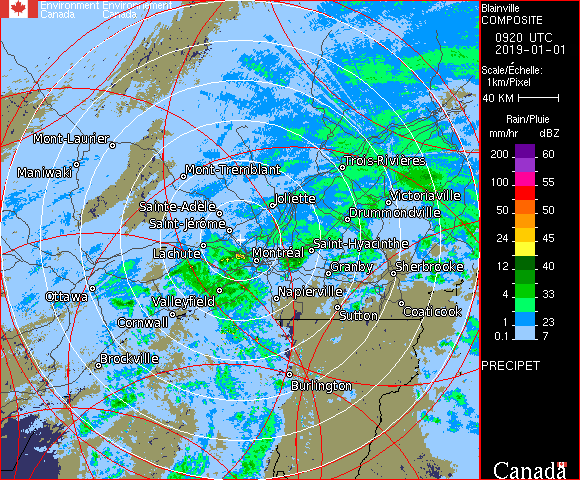 Environment Environnement
Canada Canada
Blainville
COMPOSITE
0920 UTC
2019-01-01
Scale/Échelle:
1km/Pixel
40 KM
Rain/Pluie
mm/hr dBZ
200 60
100 55
50 50
24 45
12 40
4 33
1 23
0.1 7
PRECIPET
Canada
Mont-Laurier
Maniwaki
Mont-Tremblant
Trois-Rivières
Sainte-Adèle
Joliette
Victoriaville
Saint-Jérôme
Drummondville
Lachute
Montréal
Saint-Hyacinthe
Granby
Sherbrooke
Ottawa
Valleyfield
Napierville
Cornwall
Sutton
Coaticook
Brockville
Burlington